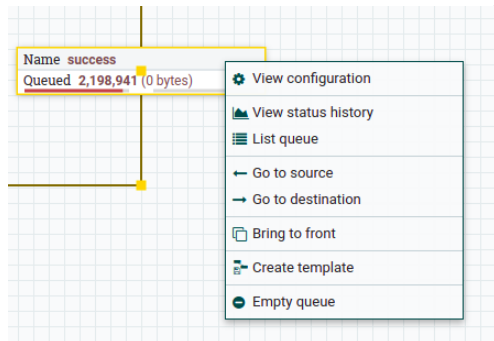 Name success
Queued 2,198,941 (0 bytes)
View configuration
View status history
List queue
Go to source
Go to destination
Bring to front
Create template
Empty queue